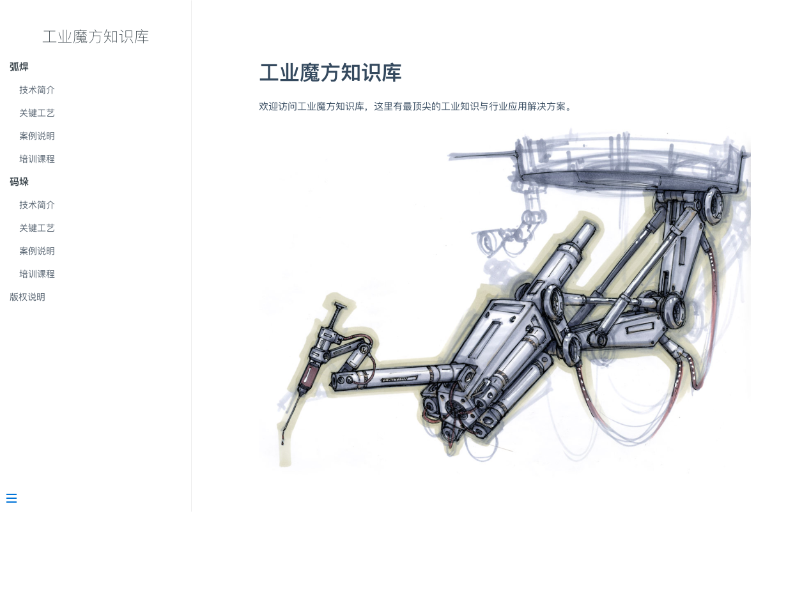 工业魔方知识库
弧焊
技术简介
关键工艺
案例说明
培训课程
码垛
技术简介
关键工艺
案例说明
培训课程
版权说明
工业魔方知识库
欢迎访问工业魔方知识库，这里有最顶尖的工业知识与行业应用解决方案。